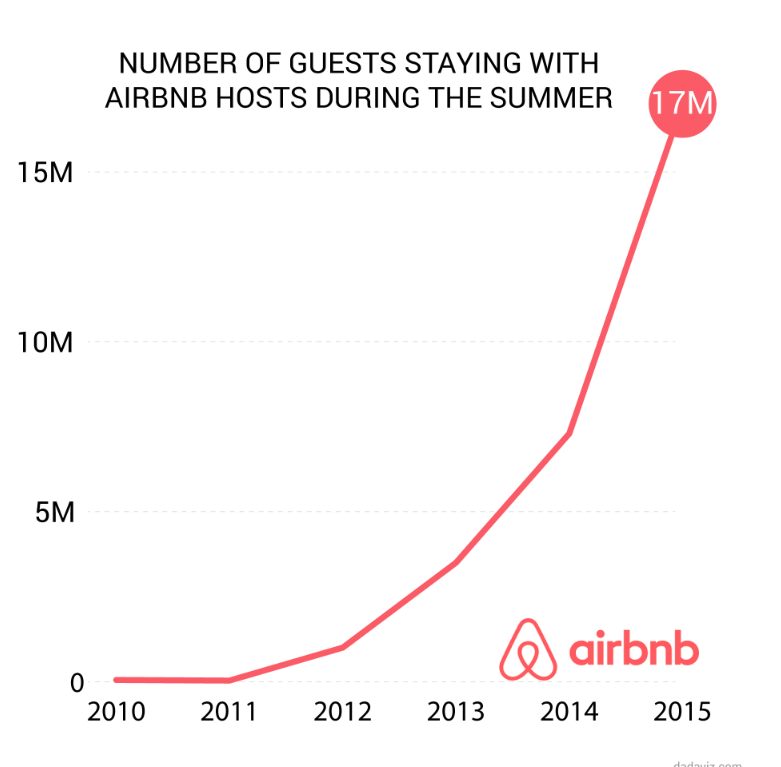 NUMBER OF GUESTS STAYING WITH
AIRBNB HOSTS DURING THE SUMMER
17M
15M
10M
5M
airbnb
0
2010 2011 2012 2013 2014 2015